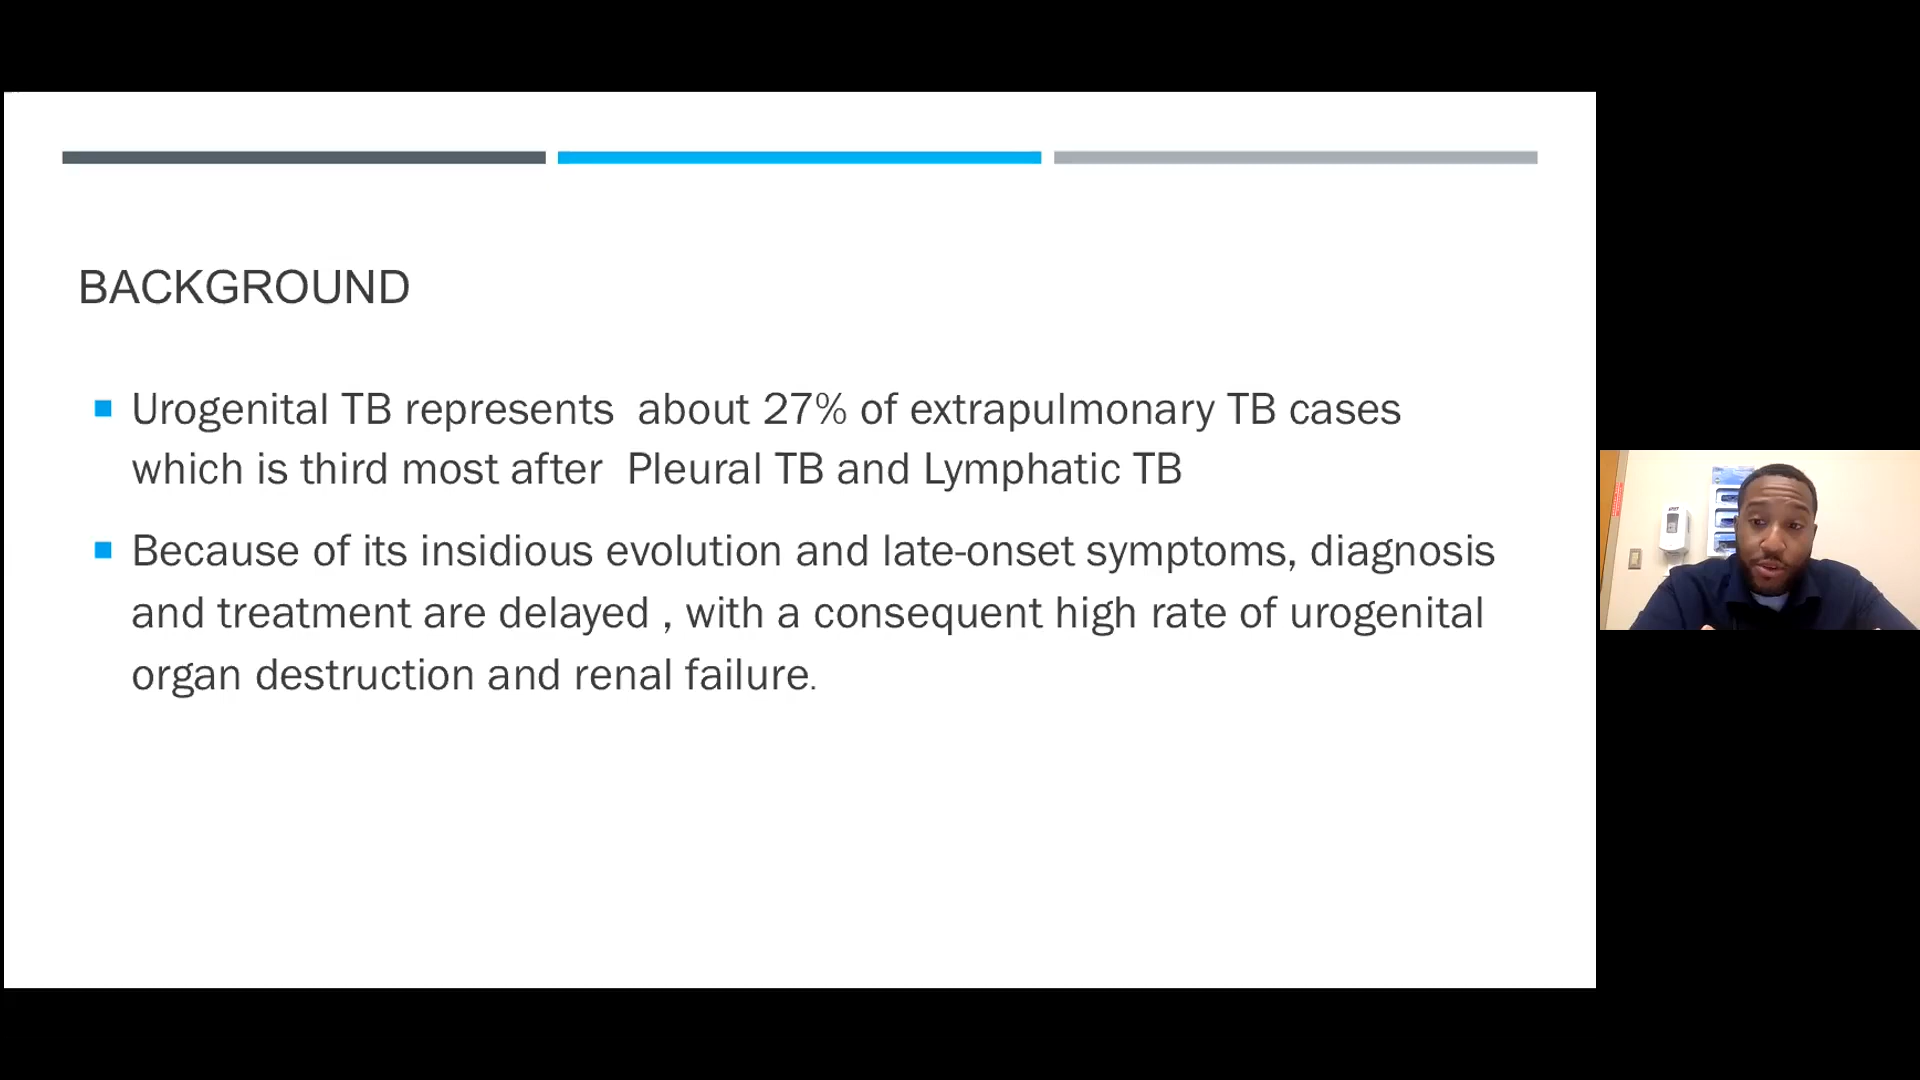 BACKGROUND
Urogenital TB represents about 27% of extrapulmonary TB cases
which is third most after Pleural TB and Lymphatic TB
Because of its insidious evolution and late-onset symptoms, diagnosis
and treatment are delayed , with a consequent high rate of urogenital
organ destruction and renal failure.